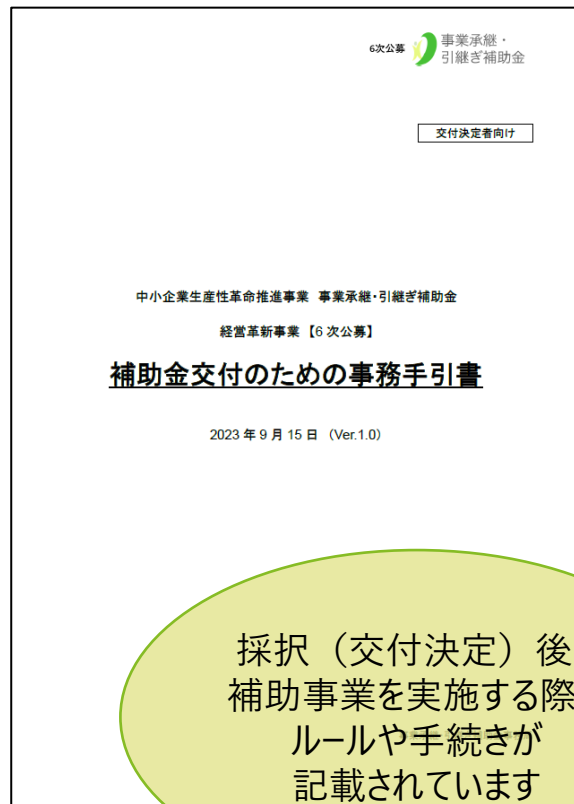 6次公募
事業承継・
引継ぎ補助金
交付決定者向け
中小企業生産性革命推進事業 事業承継・引継ぎ補助金
経営革新事業【6 次公募】
補助金交付のための事務手引書
2023 年 9 月 15 日 （Ver.1.0）
採択（交付決定）後
補助事業を実施する際
ルールや手続きが
記載されています